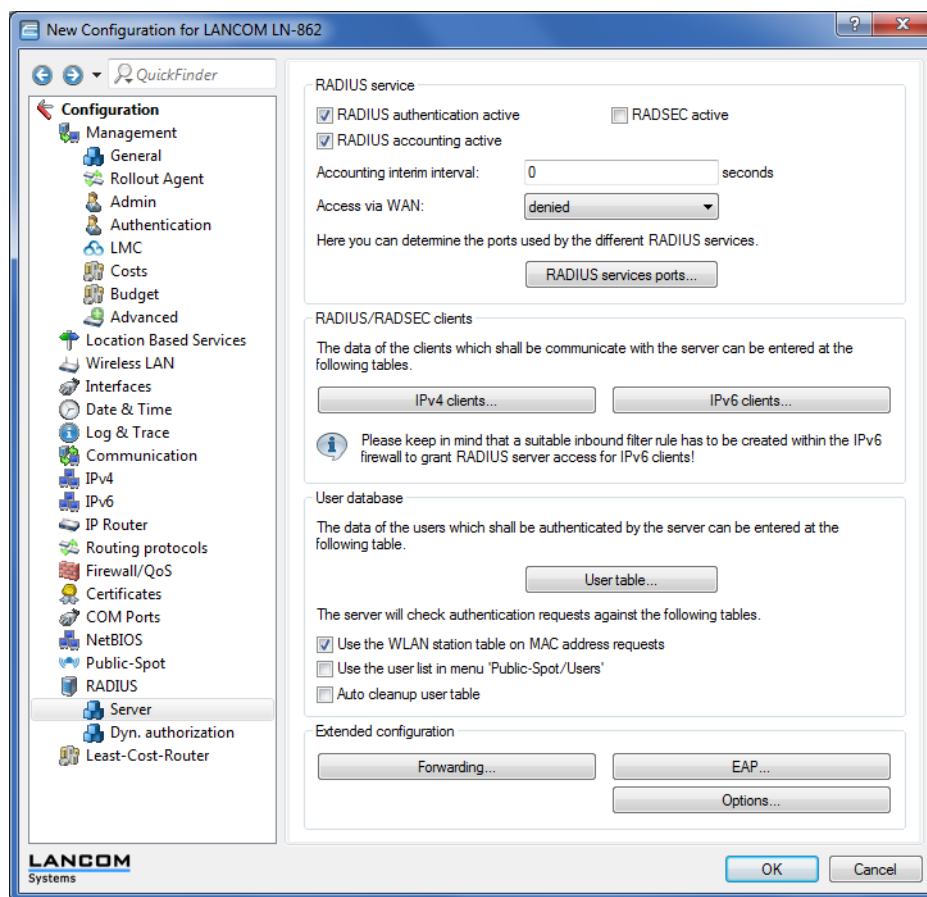 New Configuration for LANCOM LN-862
QuickFinder
Configuration
Management
General
Rollout Agent
Admin
Authentication
LMC
Costs
Budget
Advanced
Location Based Services
Wireless LAN
Interfaces
Date & Time
Log & Trace
Communication
IPv4
IPv6
IP Router
Routing protocols
Firewall/QoS
Certificates
COM Ports
NetBIOS
Public-Spot
RADIUS
Server
Dyn. authorization
Least-Cost-Router
RADIUS service
RADIUS authentication active RADSEC active
RADIUS accounting active
Accounting interim interval: 0 seconds
Access via WAN: denied
Here you can determine the ports used by the different RADIUS services.
RADIUS services ports...
RADIUS/RADSEC clients
The data of the clients which shall be communicate with the server can be entered at the
following tables.
IPv4 clients... IPv6 clients...
Please keep in mind that a suitable inbound filter rule has to be created within the IPv6
firewall to grant RADIUS server access for IPv6 clients!
User database
The data of the users which shall be authenticated by the server can be entered at the
following table.
User table...
The server will check authentication requests against the following tables.
Use the WLAN station table on MAC address requests
Use the user list in menu 'Public-Spot/Users'
Auto cleanup user table
Extended configuration
Forwarding... EAP...
Options...
LANCOM
Systems
OK Cancel